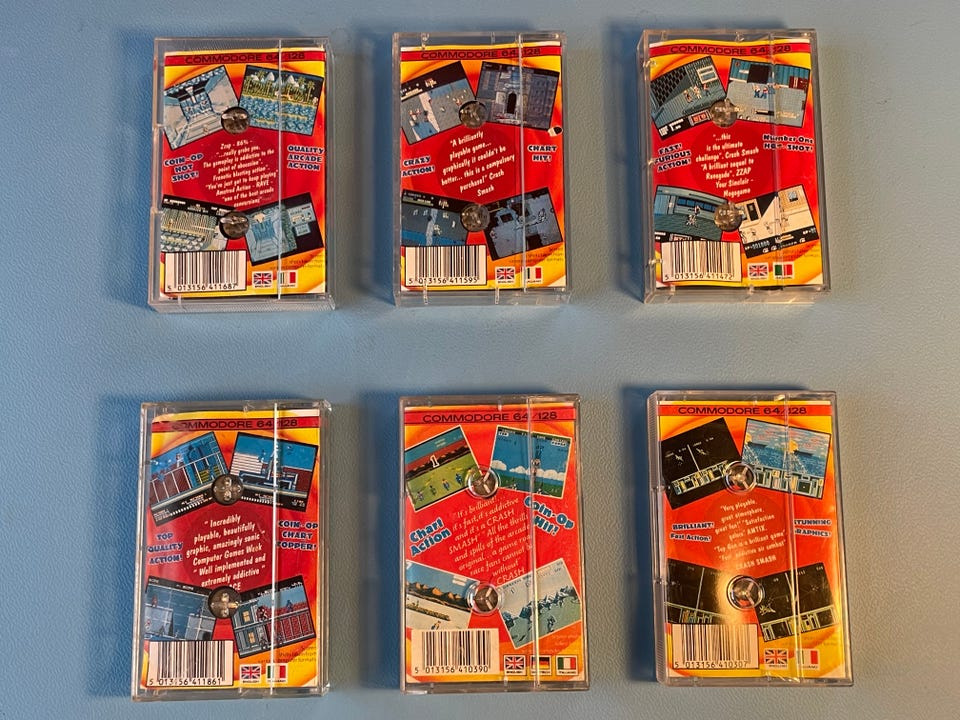 COMMODORE 64/128
COIN-OP
HOT
SHOT!
Zzap - 86% -
"...really grabs you.
The gameplay is addictive to the
point of obsession"
Frenetic blasting action -
"You've just got to keep playing"
Amstrad Action - RAVE -
"one of the best arcade
conversions"
QUALITY
ARCADE
ACTION!
5 013156 411687
COMMODORE 64/128
CRAZY
ACTION!
"A brilliantly
playable game...
graphically it couldn't be
better... this is a compulsory
purchase!" Crash
Smash
CHART
HIT!
5 013156 411595
COMMODORE 64/128
FAST!
FURIOUS
ACTION!
"...this
is the ultimate
challenge". Crash Smash
"A brilliant sequel to
Renegade". ZZAP
Your Sinclair -
Megagame
Number One
HOT-SHOT!
5 013156 411472
COMMODORE 64/128
TOP
QUALITY
ACTION!
"Incredibly
playable, beautifully
graphic, amazingly sonic"
Computer Games Week
"Well implemented and
extremely addictive"
ACE
COIN-OP
CHART
TOPPER!
5 013156 411861
COMMODORE 64/128
Chart
Action!
"It's brilliant...
it's fast, it's addictive
and it's a CRASH
SMASH" All the thrills
and spills of the arcade
original... a game road
race fans cannot be
without
CRASH
Coin-Op
Hit!
5 013156 410390
COMMODORE 64/128
BRILLIANT!
Fast Action!
"Very playable,
great atmosphere,
great fun!" Satisfaction
galore. AMTIX.
"Top Gun is a brilliant game"
"Fast, addictive air combat"
CRASH SMASH
STUNNING
GRAPHICS!
5 013156 410307